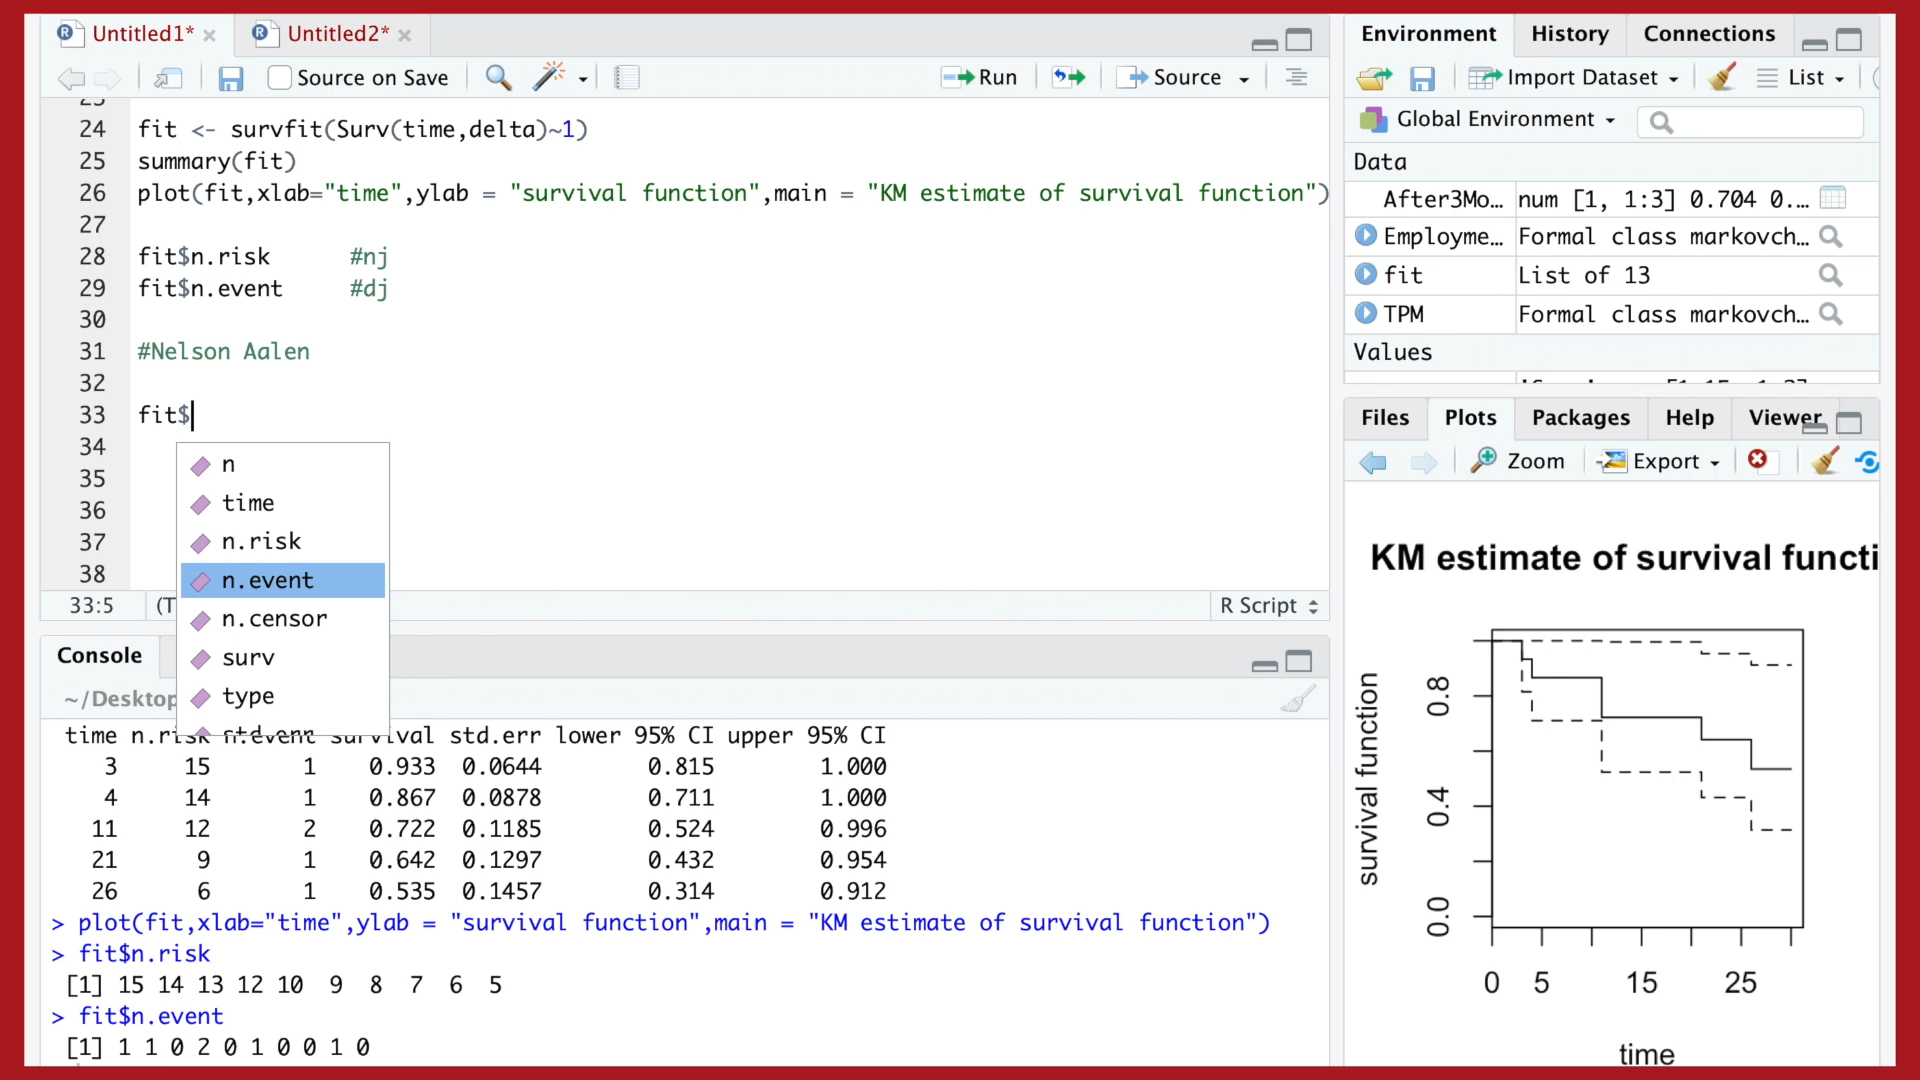 Untitled1*
Untitled2*
Source on Save
Run
Source
24 fit <- survfit(Surv(time,delta)~1)
25 summary(fit)
26 plot(fit,xlab="time",ylab = "survival function",main = "KM estimate of survival function")
27
28 fit$n.risk #nj
29 fit$n.event #dj
30
31 #Nelson Aalen
32
33 fit$
34
35
36
37
38
n
time
n.risk
n.event
n.censor
surv
type
33:5 (T
R Script
Console
~/Desktop
time n.risk n.event survival std.err lower 95% CI upper 95% CI
3 15 1 0.933 0.0644 0.815 1.000
4 14 1 0.867 0.0878 0.711 1.000
11 12 2 0.722 0.1185 0.524 0.996
21 9 1 0.642 0.1297 0.432 0.954
26 6 1 0.535 0.1457 0.314 0.912
> plot(fit,xlab="time",ylab = "survival function",main = "KM estimate of survival function")
> fit$n.risk
[1] 15 14 13 12 10 9 8 7 6 5
> fit$n.event
[1] 1 1 0 2 0 1 0 0 1 0
Environment History Connections
Import Dataset List
Global Environment
Data
After3Mo… num [1, 1:3] 0.704 0.…
Employme… Formal class markovch…
fit List of 13
TPM Formal class markovch…
Values
Files Plots Packages Help Viewer
Zoom Export
KM estimate of survival functi
survival function
0.8
0.4
0.0
0 5 15 25
time